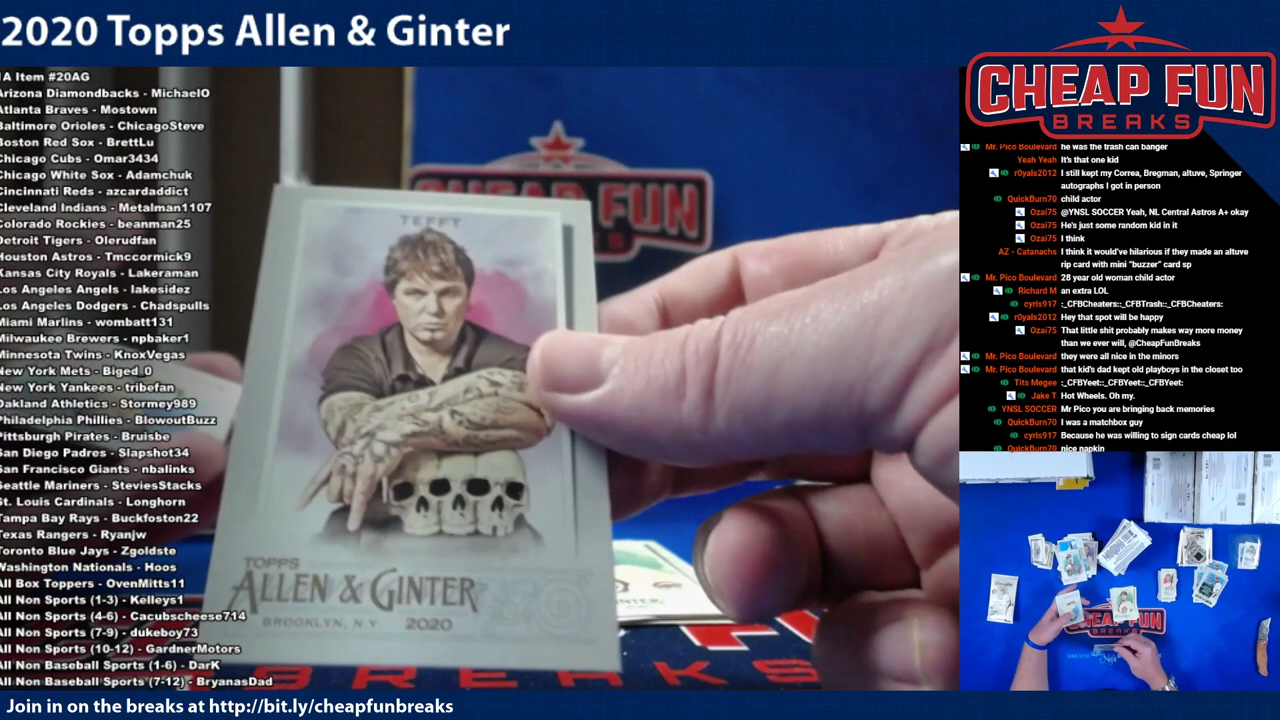 2020 Topps Allen & Ginter
1A Item #20AG
Arizona Diamondbacks - MichaelO
Atlanta Braves - Mostown
Baltimore Orioles - ChicagoSteve
Boston Red Sox - BrettLu
Chicago Cubs - Omar3434
Chicago White Sox - Adamchuk
Cincinnati Reds - azcardaddict
Cleveland Indians - Metalman1107
Colorado Rockies - beanman25
Detroit Tigers - Olerudfan
Houston Astros - Tmccormick9
Kansas City Royals - Lakeraman
Los Angeles Angels - lakesidez
Los Angeles Dodgers - Chadspulls
Miami Marlins - wombatt131
Milwaukee Brewers - npbaker1
Minnesota Twins - KnoxVegas
New York Mets - Biged_0
New York Yankees - tribefan
Oakland Athletics - Stormey989
Philadelphia Phillies - BlowoutBuzz
Pittsburgh Pirates - Bruisbe
San Diego Padres - Slapshot34
San Francisco Giants - nbalinks
Seattle Mariners - SteviesStacks
St. Louis Cardinals - Longhorn
Tampa Bay Rays - Buckfoston22
Texas Rangers - Ryanjw
Toronto Blue Jays - Zgoldste
Washington Nationals - Hoos
All Box Toppers - OvenMitts11
All Non Sports (1-3) - Kelleys1
All Non Sports (4-6) - Cacubscheese714
All Non Sports (7-9) - dukeboy73
All Non Sports (10-12) - GardnerMotors
All Non Baseball Sports (1-6) - DarK
All Non Baseball Sports (7-12) - BryanasDad
FUN
TEFFT
TOPPS
ALLEN & GINTER
BROOKLYN, N.Y. 2020
BREAKS
CHEAP FUN
BREAKS
Mr. Pico Boulevard he was the trash can banger
Yeah Yeah It's that one kid
r0yals2012 I still kept my Correa, Bregman, altuve, Springer
autographs I got in person
QuickBurn70 child actor
Ozai75 @YNSL SOCCER Yeah, NL Central Astros A+ okay
Ozai75 He's just some random kid in it
Ozai75 I think
AZ - Catanachs I think it would've hilarious if they made an altuve
rip card with mini "buzzer" card sp
Mr. Pico Boulevard 28 year old woman child actor
Richard M an extra LOL
cyris917 :_CFBCheaters::_CFBTrash::_CFBCheaters:
r0yals2012 Hey that spot will be happy
Ozai75 That little shit probably makes way more money
than we ever will, @CheapFunBreaks
Mr. Pico Boulevard they were all nice in the minors
Mr. Pico Boulevard that kid's dad kept old playboys in the closet too
Tits Megee :_CFBYeet::_CFBYeet::_CFBYeet:
Jake T Hot Wheels. Oh my.
YNSL SOCCER Mr Pico you are bringing back memories
QuickBurn70 I was a matchbox guy
cyris917 Because he was willing to sign cards cheap lol
QuickBurn70 nice napkin
CHEAP FUN
BREAKS
Join in on the breaks at http://bit.ly/cheapfunbreaks